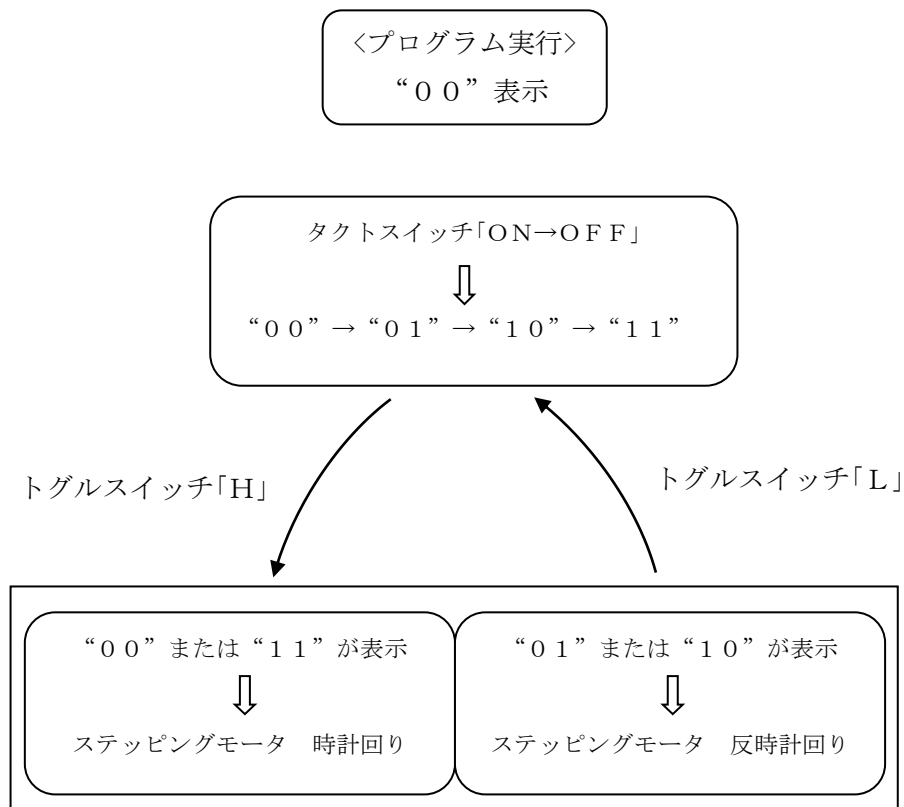 <プログラム実行>
“００”表示
タクトスイッチ｢ＯＮ→ＯＦＦ｣
“００”→“０１”→“１０”→“１１”
トグルスイッチ｢Ｈ｣
トグルスイッチ｢Ｌ｣
“００”または“１１”が表示
ステッピングモータ　時計回り
“０１”または“１０”が表示
ステッピングモータ　反時計回り